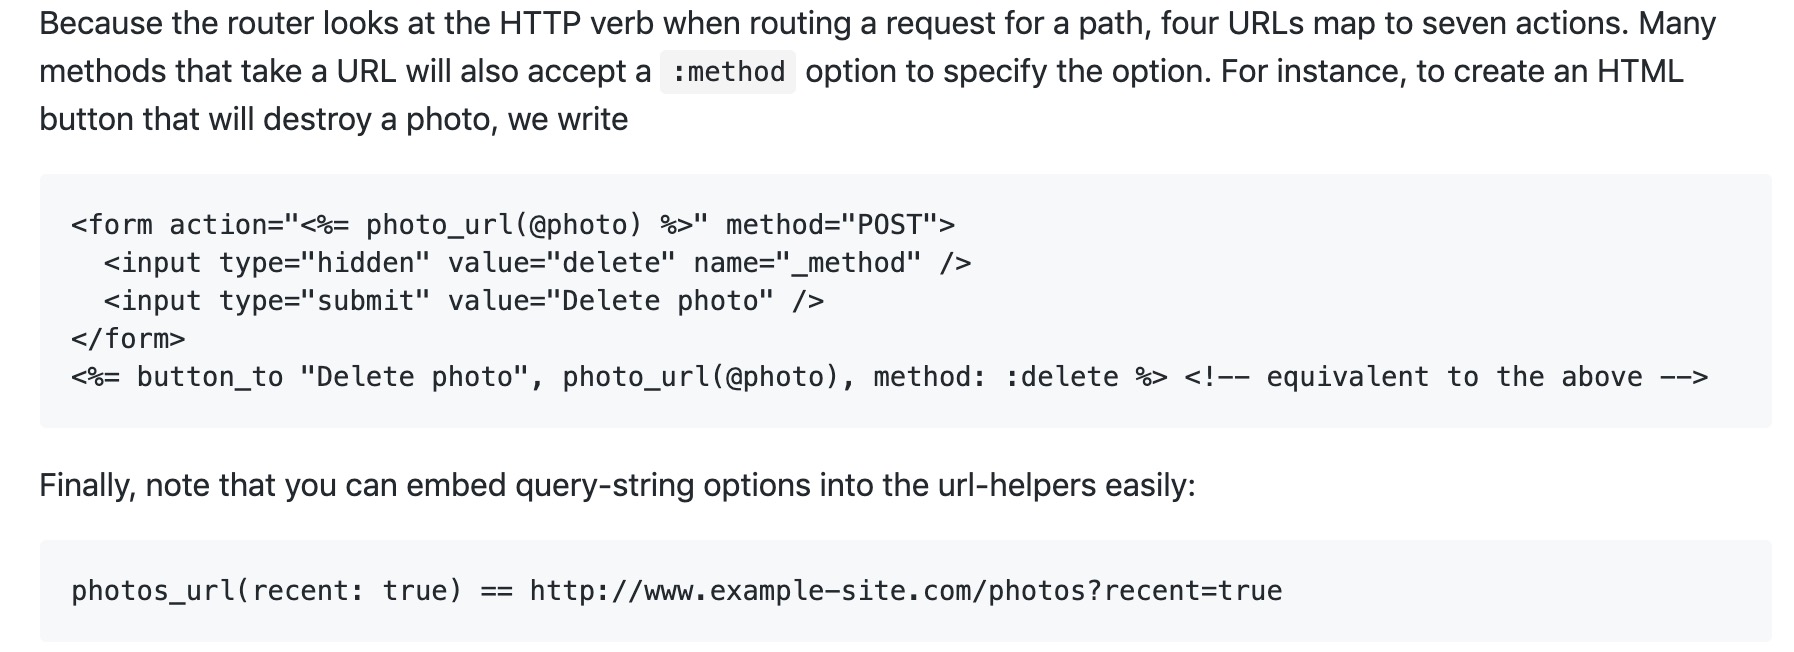 Because the router looks at the HTTP verb when routing a request for a path, four URLs map to seven actions. Many
methods that take a URL will also accept a :method option to specify the option. For instance, to create an HTML
button that will destroy a photo, we write
<form action="<%= photo_url(@photo) %>" method="POST">
  <input type="hidden" value="delete" name="_method" />
  <input type="submit" value="Delete photo" />
</form>
<%= button_to "Delete photo", photo_url(@photo), method: :delete %> <!-- equivalent to the above -->
Finally, note that you can embed query-string options into the url-helpers easily:
photos_url(recent: true) == http://www.example-site.com/photos?recent=true